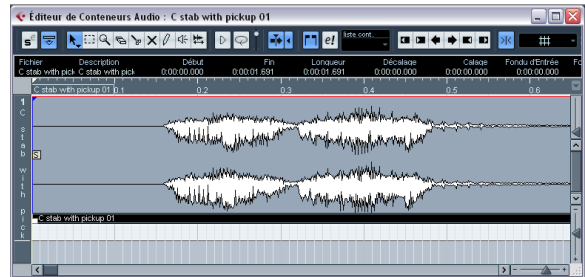 Éditeur de Conteneurs Audio : C stab with pickup 01
liste cont.
Fichier Description Début Fin Longueur Décalage Calage Fondu d'Entrée Fo
C stab with pick C stab with pick 0:00:00.000 0:00:01.691 0:00:01.691 0:00:00.000 0:00:00.000 0:00:00.000
C stab with pickup 01 0.1 0.2 0.3 0.4 0.5 0.6
1
C stab with pick
S
C stab with pickup 01